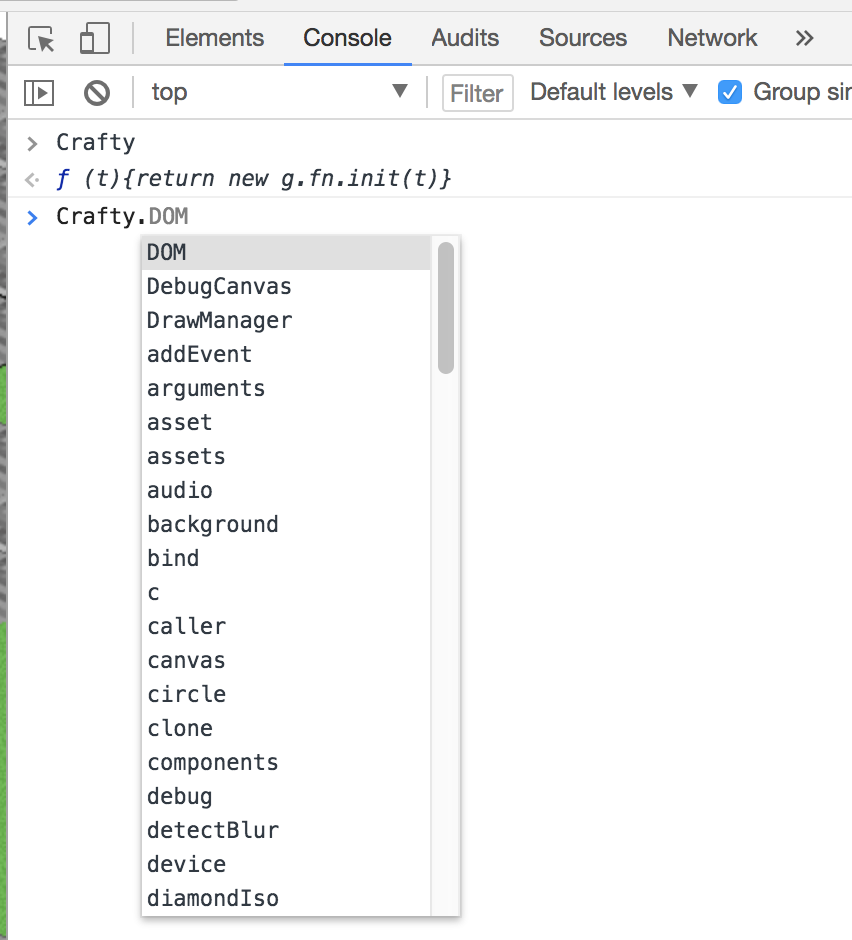 Elements Console Audits Sources Network »
top ▼ Filter Default levels ▼ Group sin
> Crafty
<· ƒ (t){return new g.fn.init(t)}
> Crafty.DOM
DOM
DebugCanvas
DrawManager
addEvent
arguments
asset
assets
audio
background
bind
c
caller
canvas
circle
clone
components
debug
detectBlur
device
diamondIso